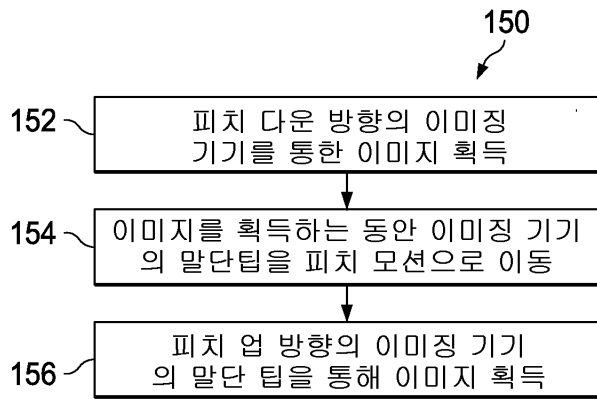 150
152
피치 다운 방향의 이미징
기기를 통한 이미지 획득
154
이미지를 획득하는 동안 이미징 기기
의 말단팁을 피치 모션으로 이동
156
피치 업 방향의 이미징 기기
의 말단 팁을 통해 이미지 획득